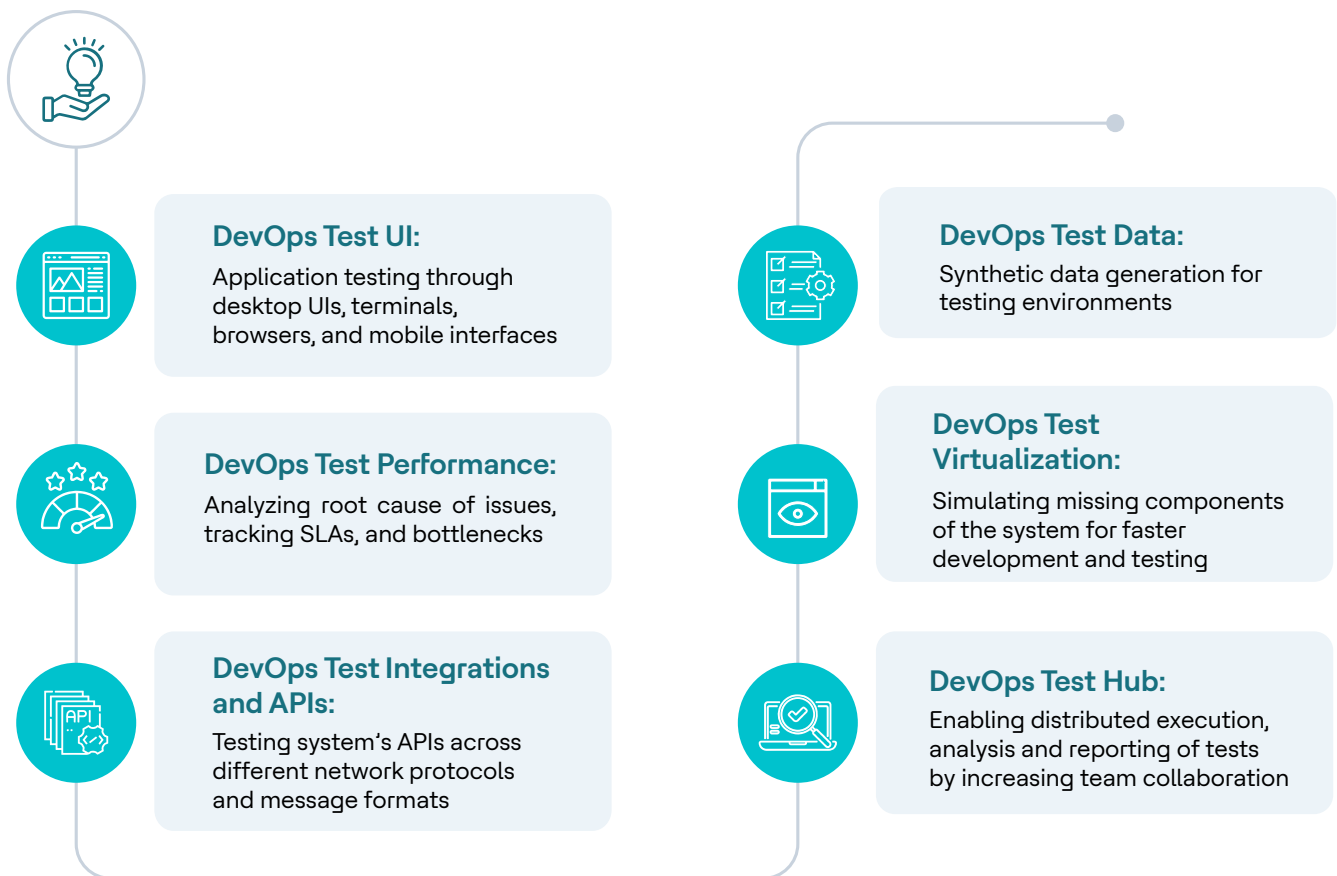 DevOps Test UI:
Application testing through
desktop UIs, terminals,
browsers, and mobile interfaces
DevOps Test Performance:
Analyzing root cause of issues,
tracking SLAs, and bottlenecks
API
DevOps Test Integrations
and APIs:
Testing system's APIs across
different network protocols
and message formats
DevOps Test Data:
Synthetic data generation for
testing environments
DevOps Test
Virtualization:
Simulating missing components
of the system for faster
development and testing
DevOps Test Hub:
Enabling distributed execution,
analysis and reporting of tests
by increasing team collaboration